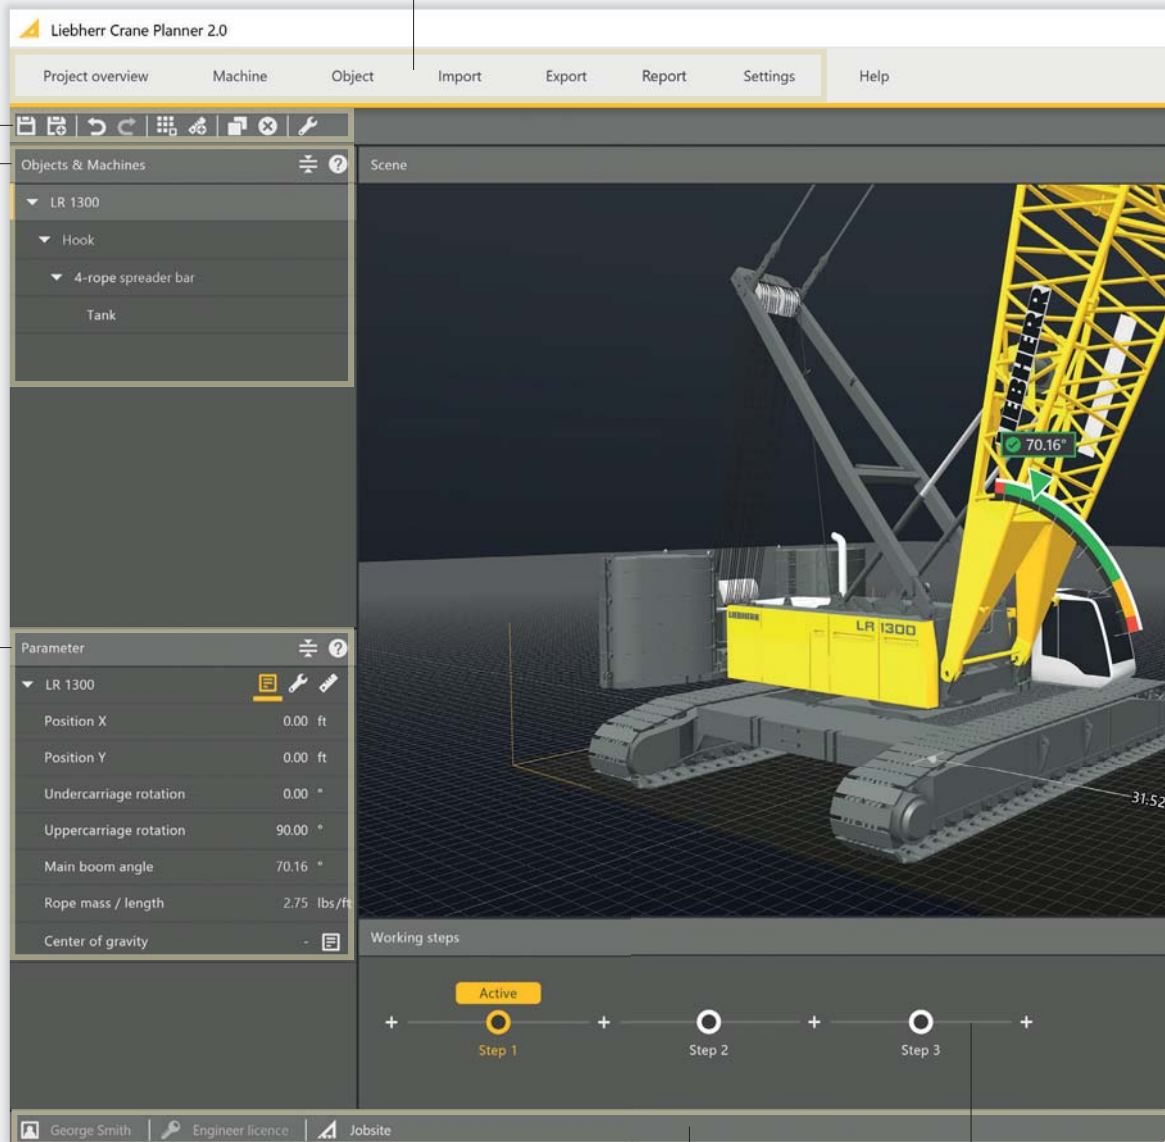 Liebherr Crane Planner 2.0
Project overview Machine Object Import Export Report Settings Help
Objects & Machines
LR 1300
Hook
4-rope spreader bar
Tank
Scene
LIEBHERR
70.16°
LIEBHERR
LR 1300
31.52
Parameter
LR 1300
Position X 0.00 ft
Position Y 0.00 ft
Undercarriage rotation 0.00 °
Uppercarriage rotation 90.00 °
Main boom angle 70.16 °
Rope mass / length 2.75 lbs/ft
Center of gravity -
Working steps
Active
Step 1 Step 2 Step 3
George Smith Engineer licence Jobsite